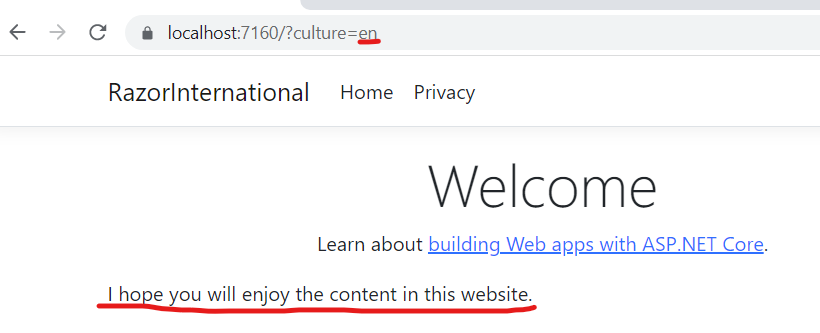 localhost:7160/?culture=en
RazorInternational Home Privacy
Welcome
Learn about building Web apps with ASP.NET Core.
I hope you will enjoy the content in this website.